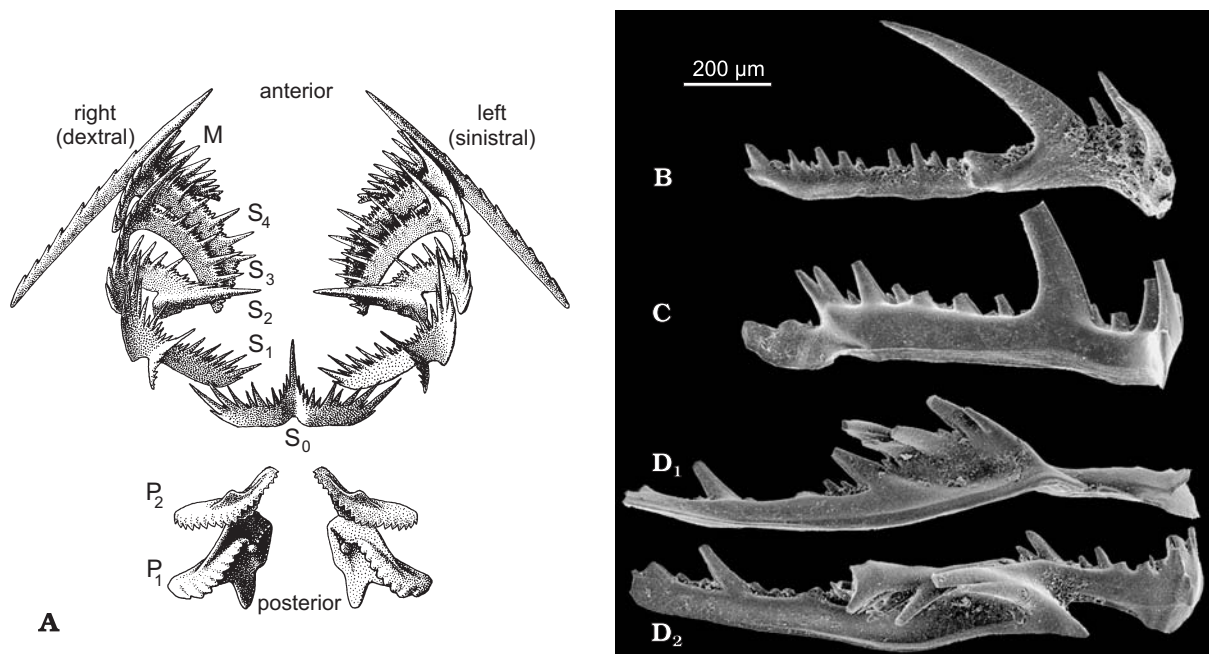 anterior
right
(dextral)
left
(sinistral)
M
S4
S3
S2
S1
S0
P2
P1
posterior
A
200 µm
B
C
D1
D2